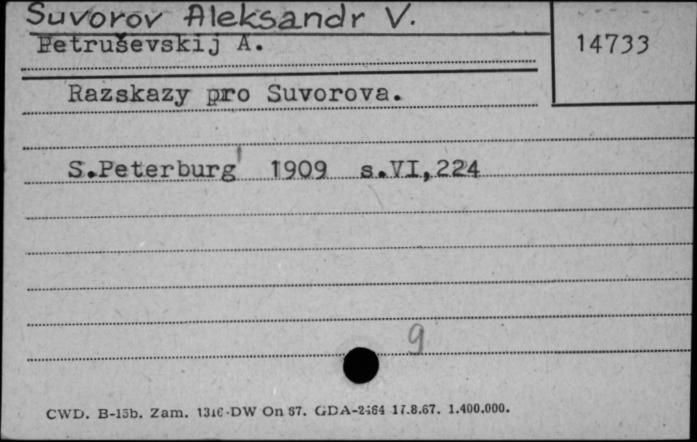 Suvorov Aleksandr V.
Petruševskij A.
14733
Razskazy pro Suvorova.
S.Peterburg' 1909 s.VI,224
9
CWD. B-15b. Zam. 1316-DW On 67. GDA-2464 17.8.67. 1.400.000.